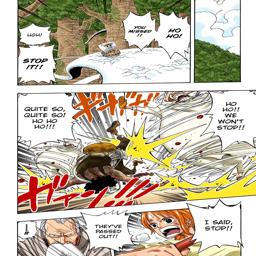 HO
HO!
YOU
MISSED
UGH!
STOP
IT!!
HO
HO!!
WE
WON'T
STOP!!
QUITE SO,
QUITE SO!
HO HO
HO!!!
I SAID,
STOP!!
THEY'VE
PASSED
OUT!!